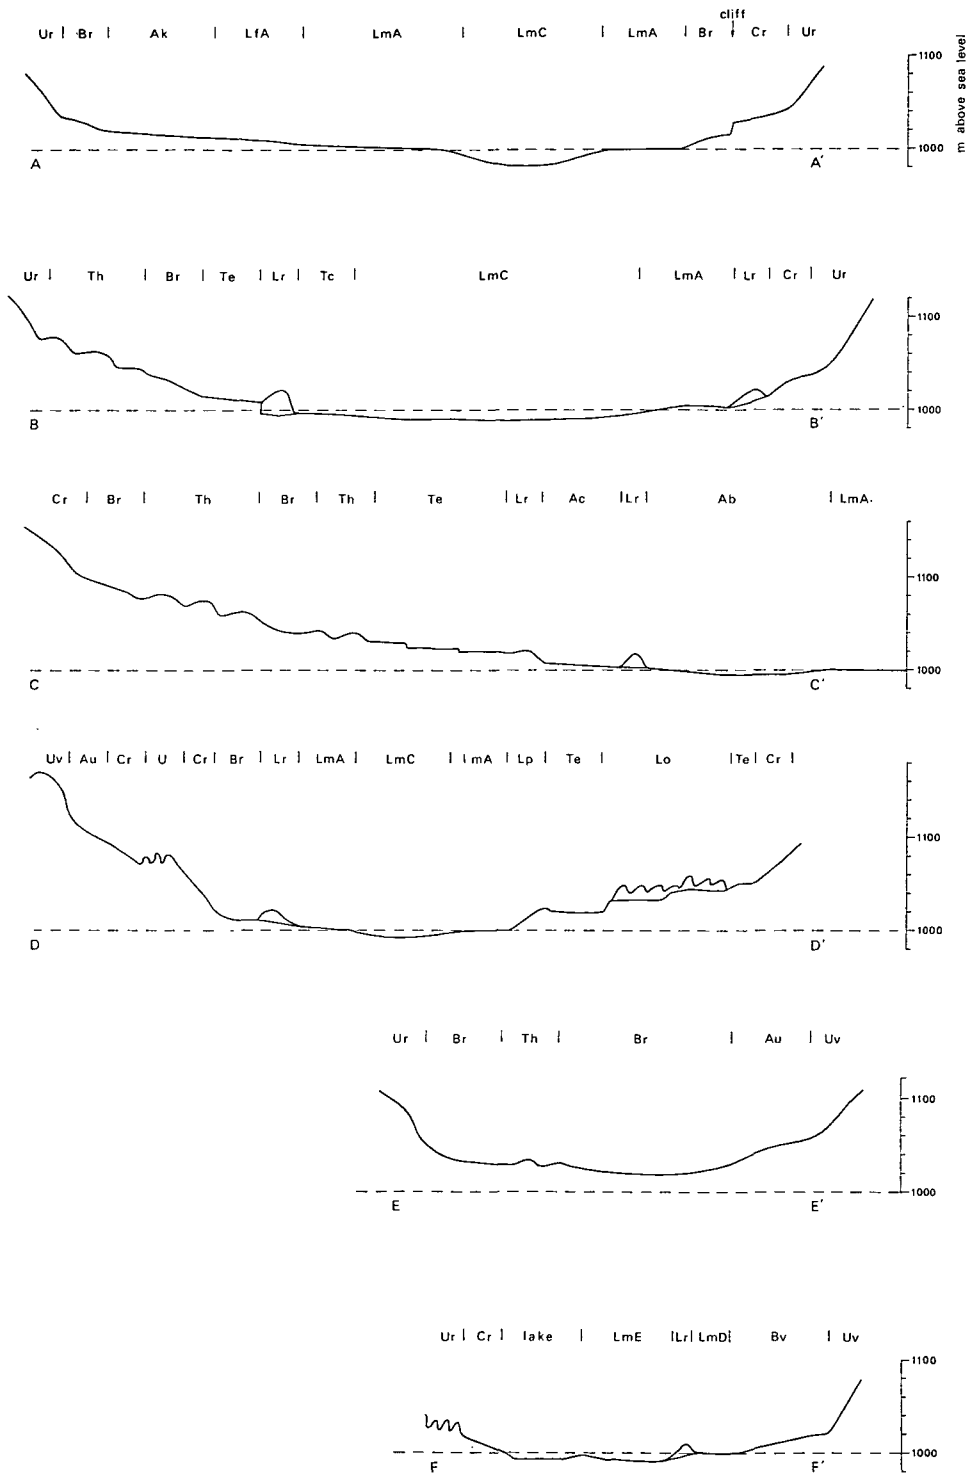 cliff
Ur Br Ak LfA LmA LmC LmA Br Cr Ur
1100
1000
m above sea level
A A'
Ur Th Br Te Lr Tc LmC LmA Lr Cr Ur
1100
1000
B B'
Cr Br Th Br Th Te Lr Ac Lr Ab LmA.
1100
1000
C C'
Uv Au Cr U Cr Br Lr LmA LmC LmA Lp Te Lo Te Cr
1100
1000
D D'
Ur Br Th Br Au Uv
1100
1000
E E'
Ur Cr lake LmE Lr LmD Bv Uv
1100
1000
F F'